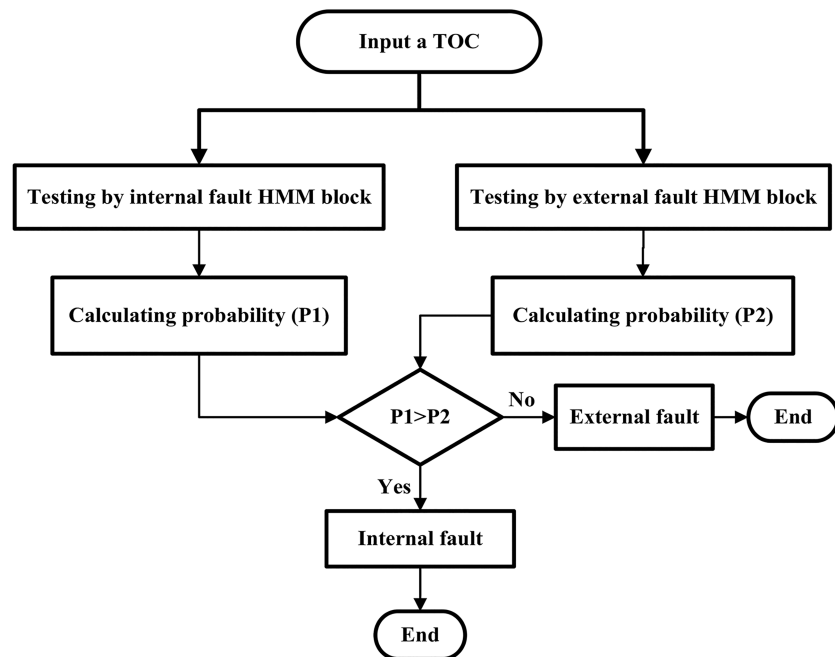 Input a TOC
Testing by internal fault HMM block
Testing by external fault HMM block
Calculating probability (P1)
Calculating probability (P2)
P1>P2
No
External fault
End
Yes
Internal fault
End